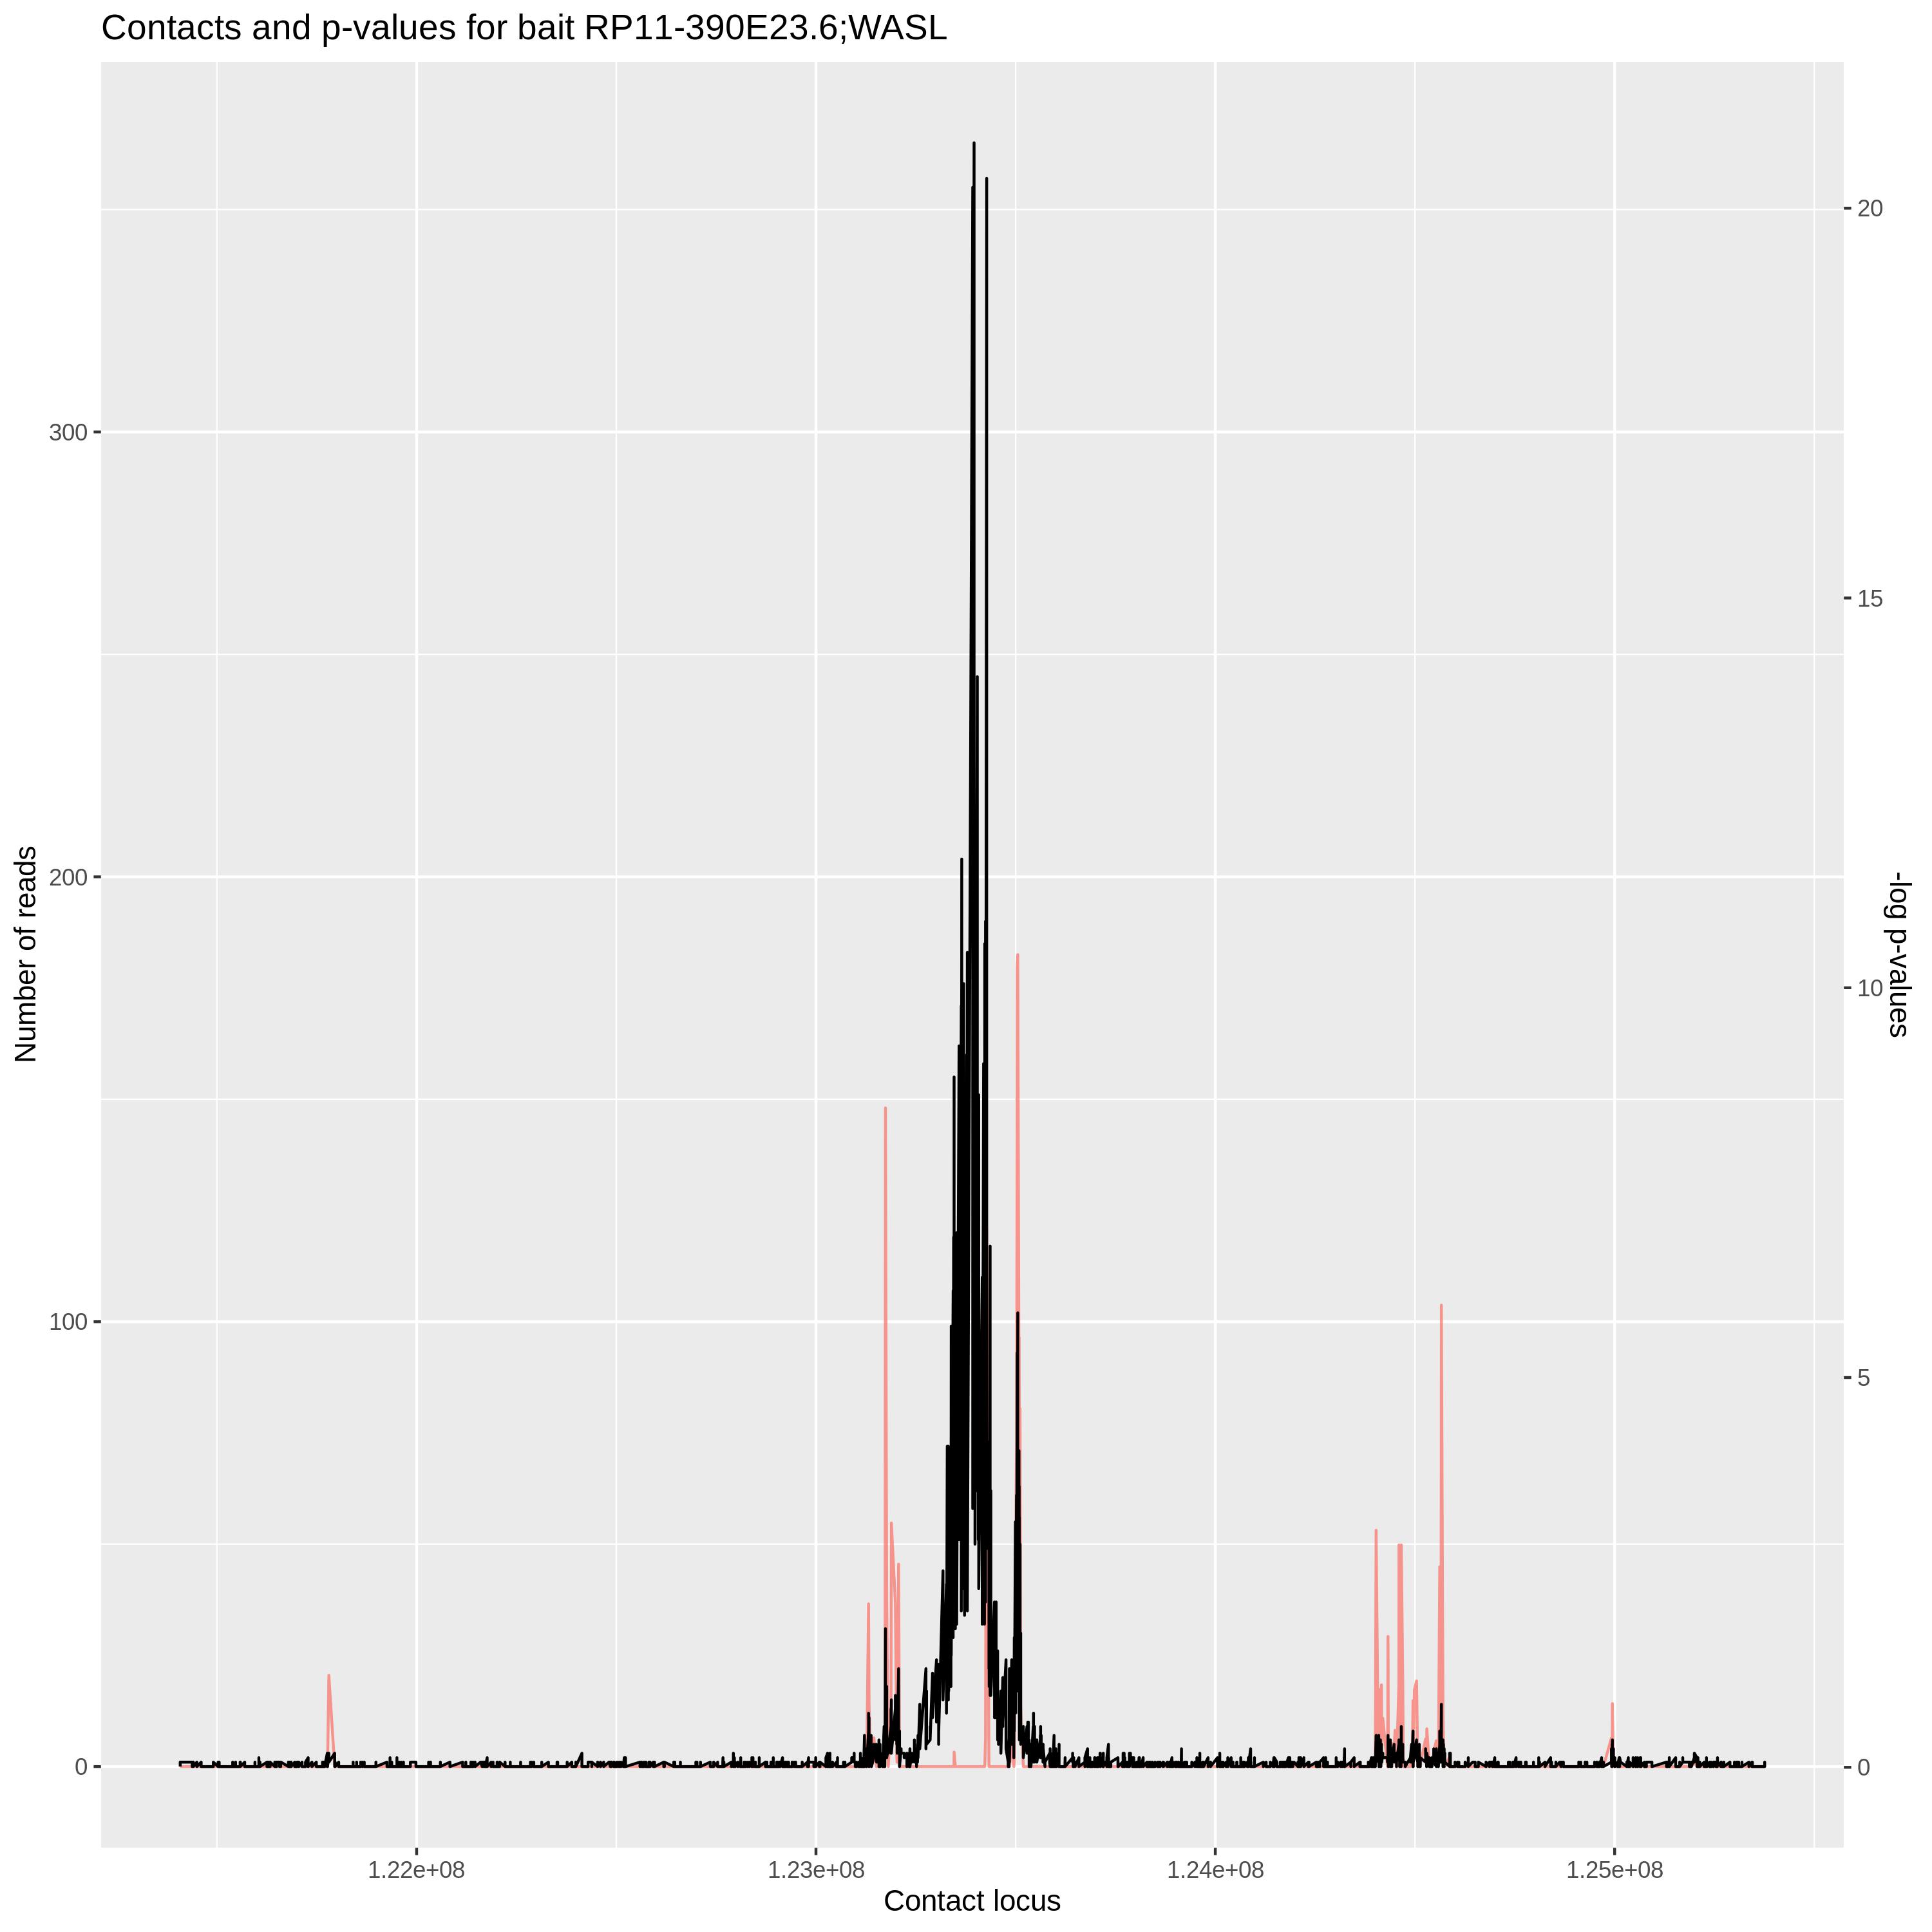 Contacts and p-values for bait RP11-390E23.6;WASL
300
200
100
0
Number of reads
20
15
10
5
0
-log p-values
1.22e+08
1.23e+08
1.24e+08
1.25e+08
Contact locus